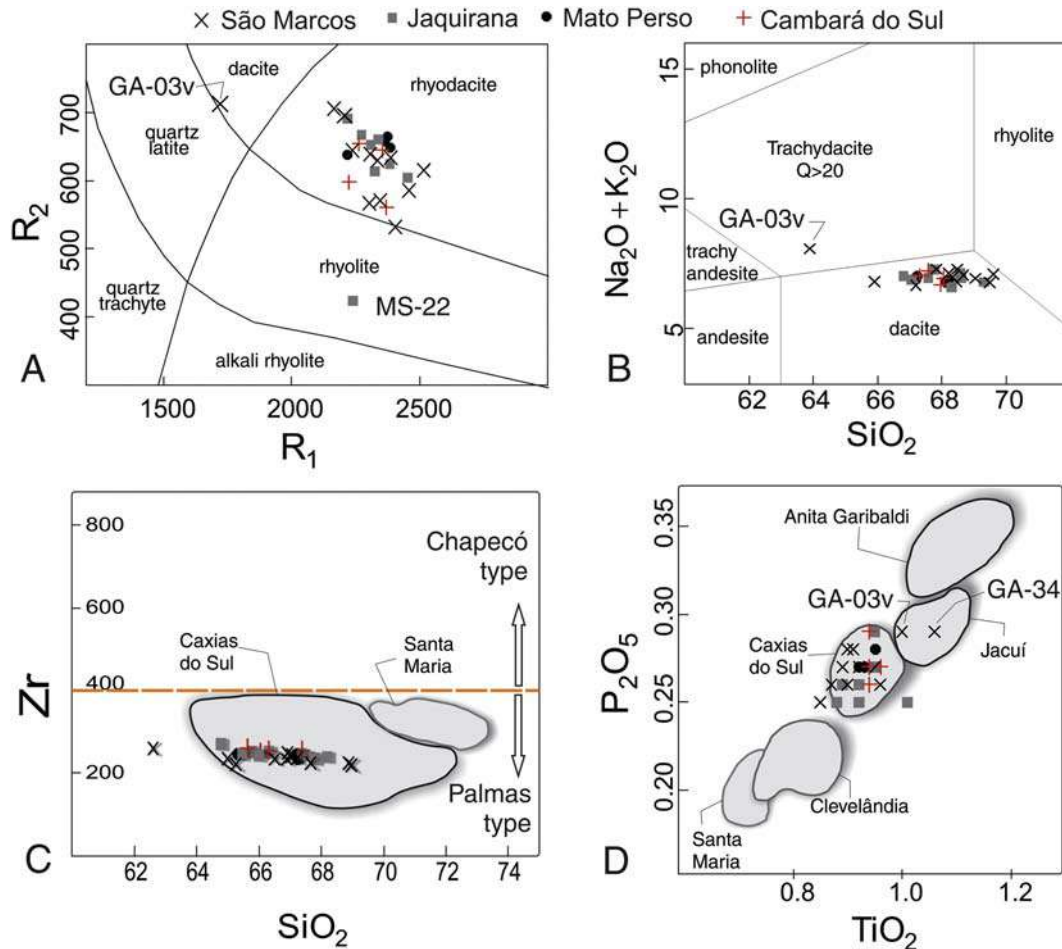 × São Marcos ■ Jaquirana ● Mato Perso + Cambará do Sul
A
R2
700
600
500
400
1500 2000 2500
R1
dacite
GA-03v
rhyodacite
quartz
latite
rhyolite
quartz
trachyte
MS-22
alkali rhyolite
B
Na2O + K2O
15
10
5
62 64 66 68 70
SiO2
phonolite
rhyolite
Trachydacite
Q>20
GA-03v
trachy
andesite
andesite
dacite
C
Zr
800
600
400
200
62 64 66 68 70 72 74
SiO2
Chapecó
type
Caxias
do Sul
Santa
Maria
Palmas
type
D
P2O5
0.35
0.30
0.25
0.20
0.8 1.0 1.2
TiO2
Anita Garibaldi
GA-03v
GA-34
Caxias
do Sul
Jacuí
Clevelândia
Santa
Maria